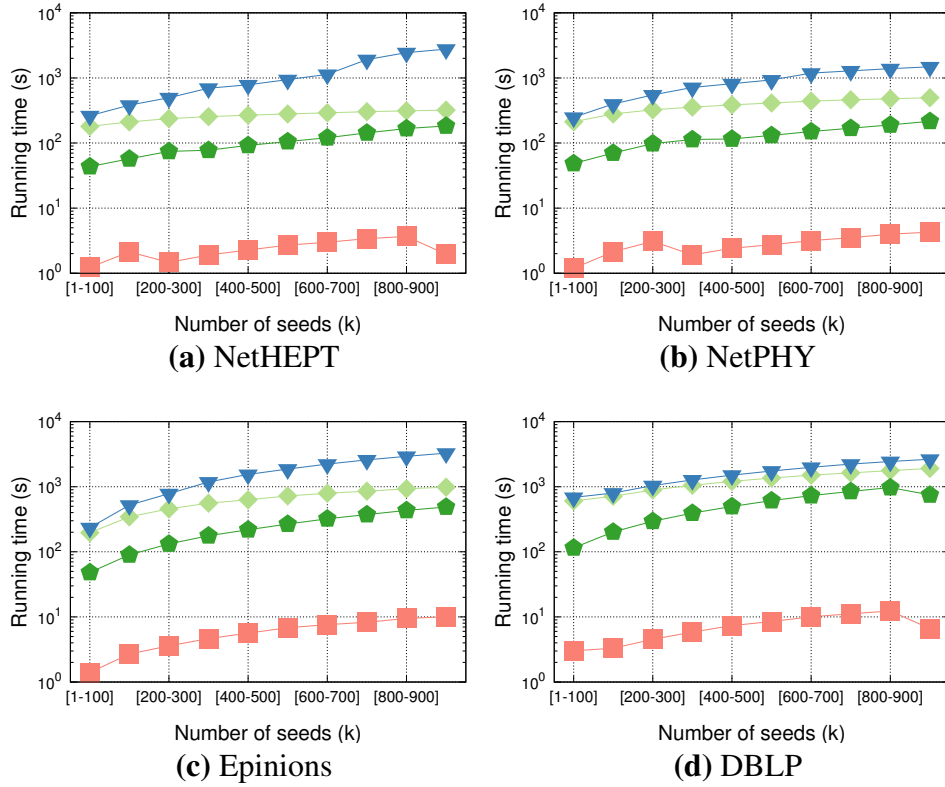 10^4
10^3
10^2
10^1
10^0
Running time (s)
[1-100] [200-300] [400-500] [600-700] [800-900]
Number of seeds (k)
(a) NetHEPT
10^4
10^3
10^2
10^1
10^0
Running time (s)
[1-100] [200-300] [400-500] [600-700] [800-900]
Number of seeds (k)
(b) NetPHY
10^4
10^3
10^2
10^1
10^0
Running time (s)
[1-100] [200-300] [400-500] [600-700] [800-900]
Number of seeds (k)
(c) Epinions
10^4
10^3
10^2
10^1
10^0
Running time (s)
[1-100] [200-300] [400-500] [600-700] [800-900]
Number of seeds (k)
(d) DBLP